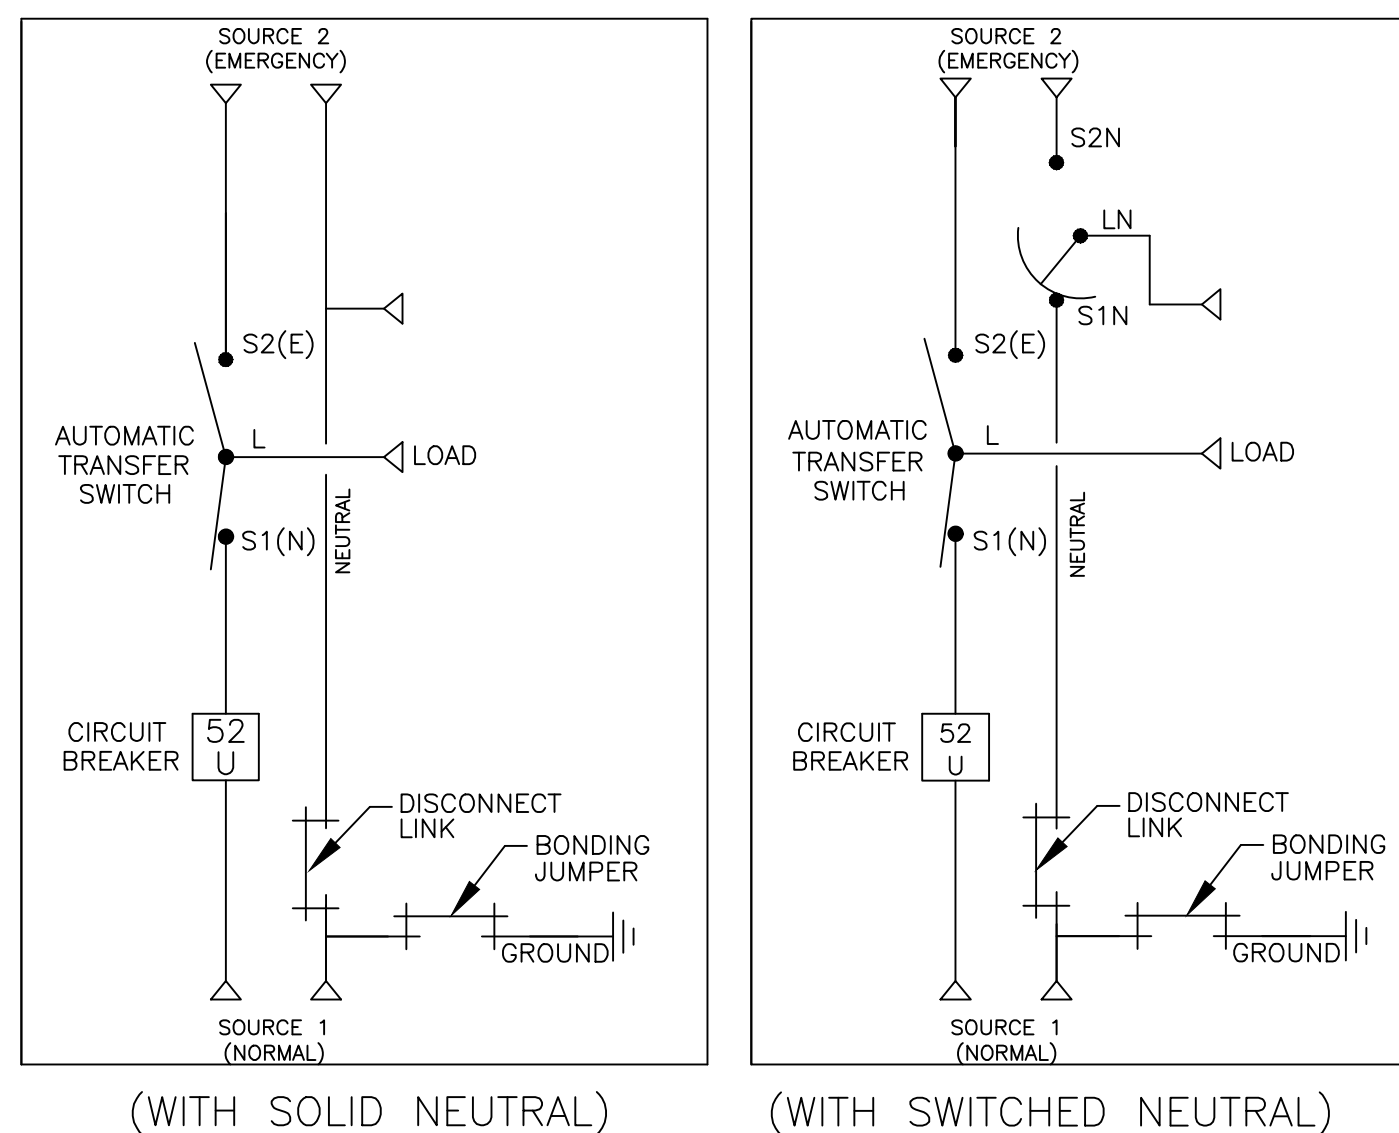 SOURCE 2
(EMERGENCY)
S2(E)
AUTOMATIC
TRANSFER
SWITCH
L
LOAD
S1(N)
NEUTRAL
CIRCUIT
BREAKER
52
U
DISCONNECT
LINK
BONDING
JUMPER
GROUND
SOURCE 1
(NORMAL)
(WITH SOLID NEUTRAL)
SOURCE 2
(EMERGENCY)
S2N
LN
S1N
S2(E)
AUTOMATIC
TRANSFER
SWITCH
L
LOAD
S1(N)
NEUTRAL
CIRCUIT
BREAKER
52
U
DISCONNECT
LINK
BONDING
JUMPER
GROUND
SOURCE 1
(NORMAL)
(WITH SWITCHED NEUTRAL)